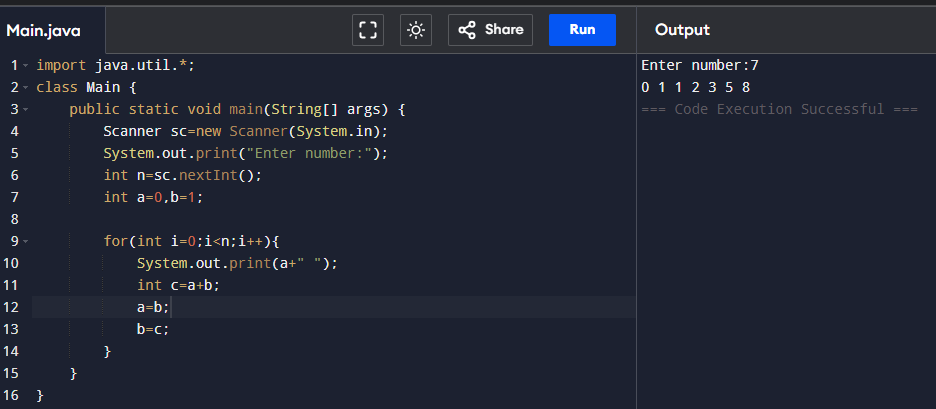 Main.java
Share
Run
Output
1 import java.util.*;
2 class Main {
3     public static void main(String[] args) {
4         Scanner sc=new Scanner(System.in);
5         System.out.print("Enter number:");
6         int n=sc.nextInt();
7         int a=0,b=1;
8
9         for(int i=0;i<n;i++){
10             System.out.print(a+" ");
11             int c=a+b;
12             a=b;
13             b=c;
14         }
15     }
16 }
Enter number:7
0 1 1 2 3 5 8
=== Code Execution Successful ===